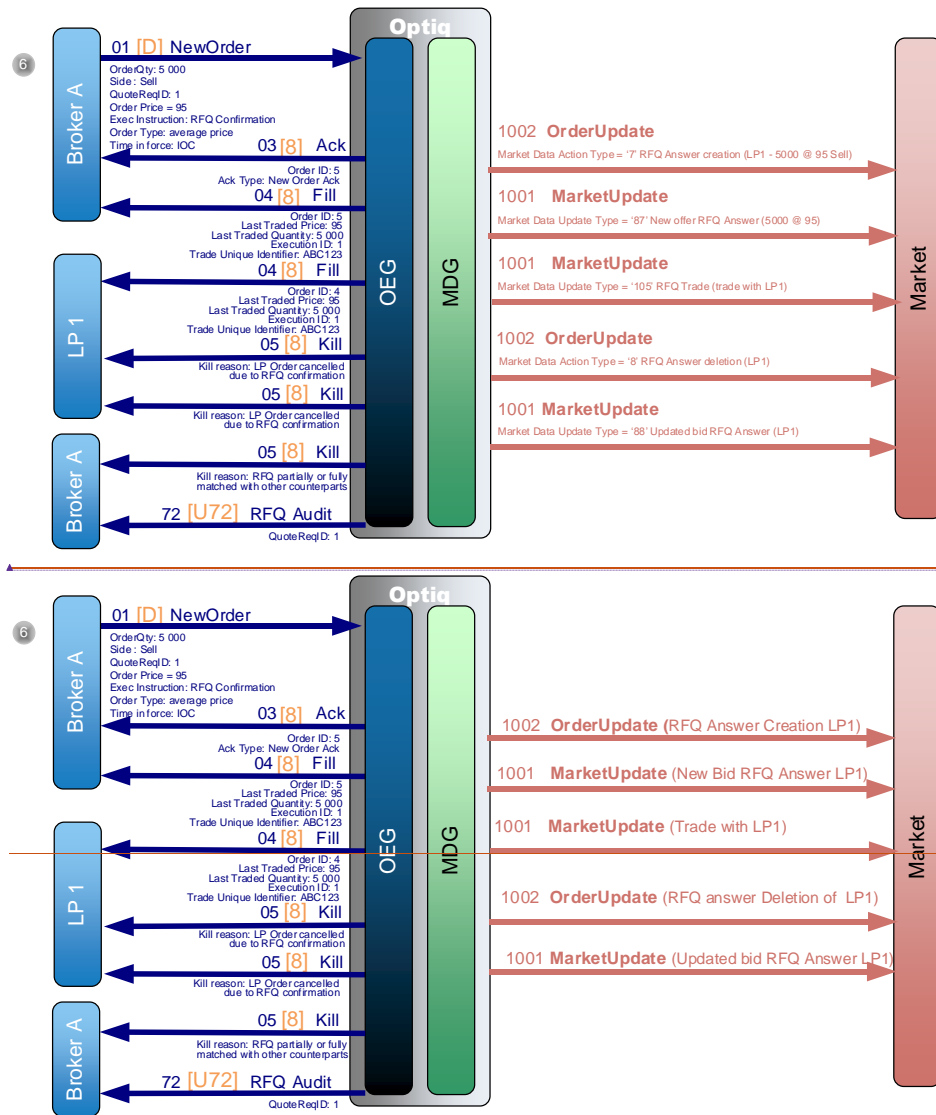 Optiq
6
Broker A
01 [D] NewOrder
OrderQty: 5 000
Side : Sell
QuoteReqID: 1
Order Price = 95
Exec Instruction: RFQ Confirmation
Order Type: average price
Time in force: IOC
03 [8] Ack
Order ID: 5
Ack Type: New Order Ack
04 [8] Fill
Order ID: 5
Last Traded Price: 95
Last Traded Quantity: 5 000
Execution ID: 1
Trade Unique Identifier: ABC123
LP 1
04 [8] Fill
Order ID: 4
Last Traded Price: 95
Last Traded Quantity: 5 000
Execution ID: 1
Trade Unique Identifier: ABC123
05 [8] Kill
Kill reason: LP Order cancelled
due to RFQ confirmation
05 [8] Kill
Kill reason: LP Order cancelled
due to RFQ confirmation
Broker A
05 [8] Kill
Kill reason: RFQ partially or fully
matched with other counterparts
72 [U72] RFQ Audit
QuoteReqID: 1
OEG
MDG
1002 OrderUpdate
Market Data Action Type = '7' RFQ Answer creation (LP1 - 5000 @ 95 Sell)
1001 MarketUpdate
Market Data Update Type = '87' New offer RFQ Answer (5000 @ 95)
1001 MarketUpdate
Market Data Update Type = '105' RFQ Trade (trade with LP1)
1002 OrderUpdate
Market Data Action Type = '8' RFQ Answer deletion (LP1)
1001 MarketUpdate
Market Data Update Type = '88' Updated bid RFQ Answer (LP1)
Market
Optiq
6
Broker A
01 [D] NewOrder
OrderQty: 5 000
Side : Sell
QuoteReqID: 1
Order Price = 95
Exec Instruction: RFQ Confirmation
Order Type: average price
Time in force: IOC
03 [8] Ack
Order ID: 5
Ack Type: New Order Ack
04 [8] Fill
Order ID: 5
Last Traded Price: 95
Last Traded Quantity: 5 000
Execution ID: 1
Trade Unique Identifier: ABC123
LP 1
04 [8] Fill
Order ID: 4
Last Traded Price: 95
Last Traded Quantity: 5 000
Execution ID: 1
Trade Unique Identifier: ABC123
05 [8] Kill
Kill reason: LP Order cancelled
due to RFQ confirmation
05 [8] Kill
Kill reason: LP Order cancelled
due to RFQ confirmation
Broker A
05 [8] Kill
Kill reason: RFQ partially or fully
matched with other counterparts
72 [U72] RFQ Audit
QuoteReqID: 1
OEG
MDG
1002 OrderUpdate (RFQ Answer Creation LP1)
1001 MarketUpdate (New Bid RFQ Answer LP1)
1001 MarketUpdate (Trade with LP1)
1002 OrderUpdate (RFQ answer Deletion of LP1)
1001 MarketUpdate (Updated bid RFQ Answer LP1)
Market